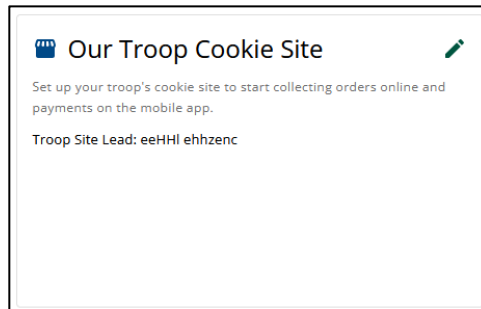 Our Troop Cookie Site
Set up your troop's cookie site to start collecting orders online and
payments on the mobile app.
Troop Site Lead: eeHHl ehhzenc